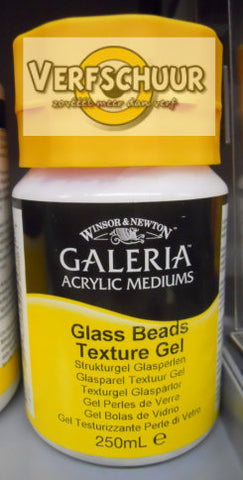 VERFSCHUUR
zoveel meer dan verf
WINSOR & NEWTON
GALERIA™
ACRYLIC MEDIUMS
Glass Beads
Texture Gel
Strukturgel Glasperlen
Glasparel Textuur Gel
Texturgel Glaspärlor
Gel Perles de Verre
Gel Bolas de Vidrio
Gel Testurizzante Perle di Vetro
250mL e